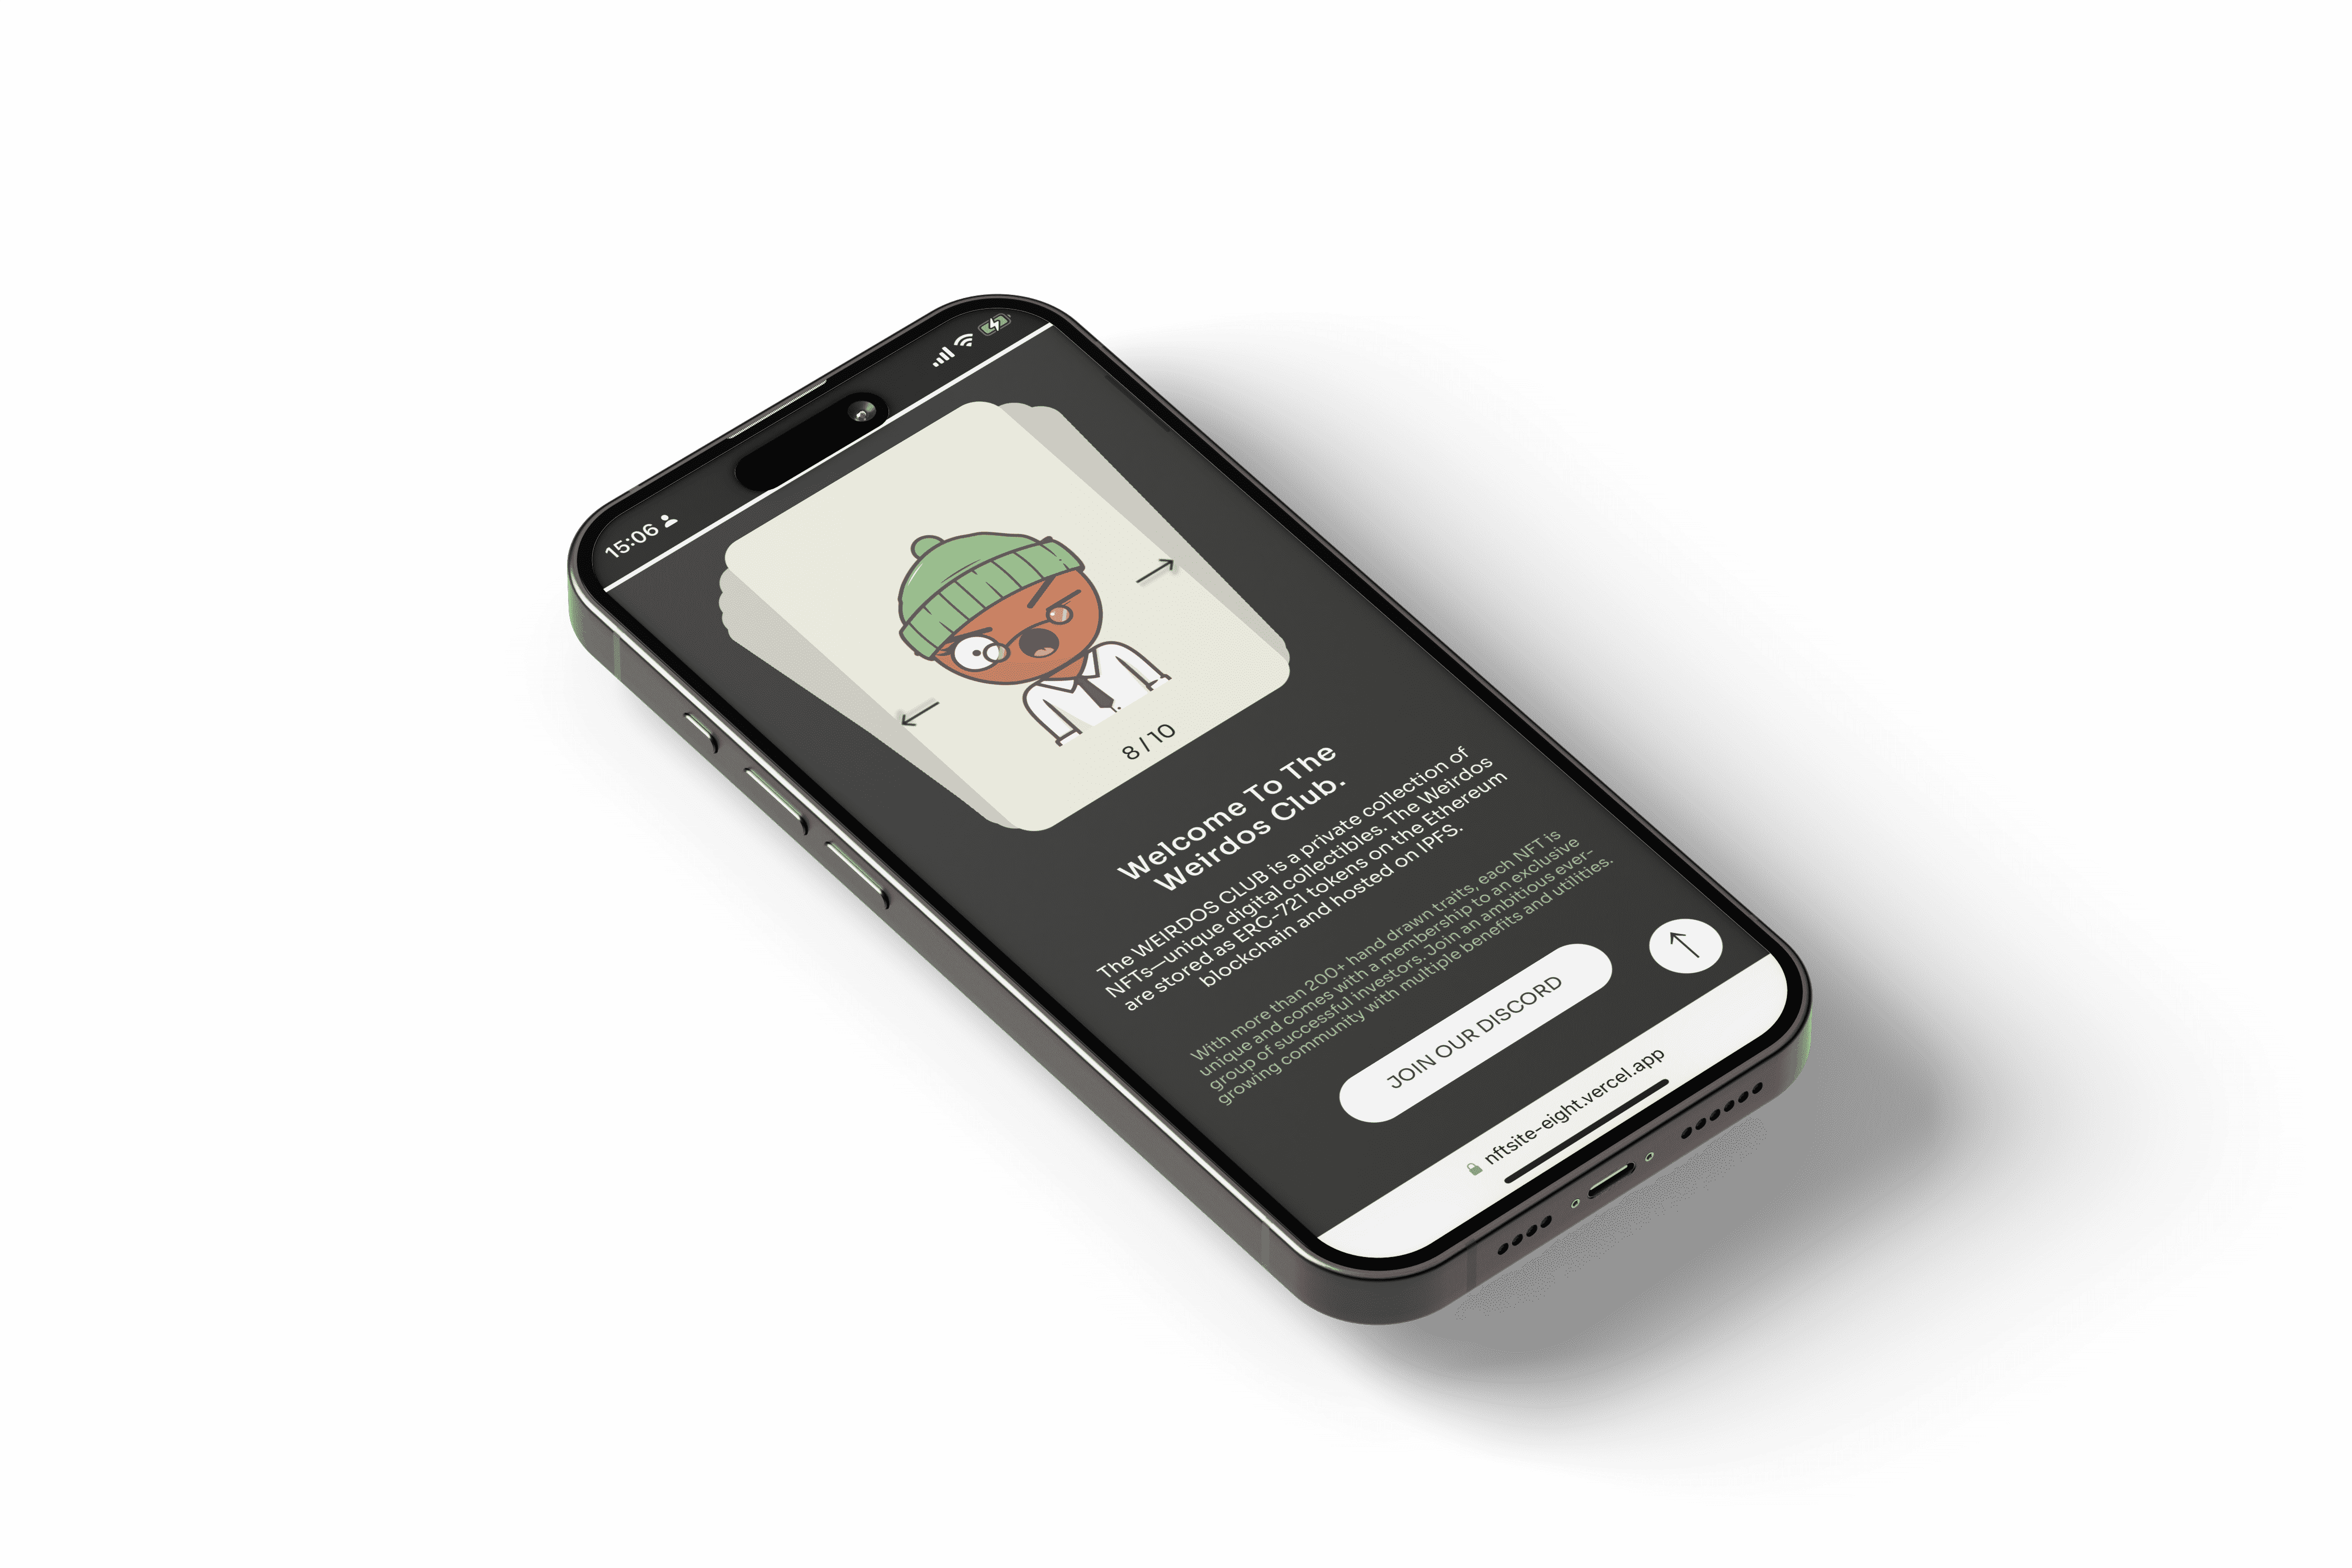 15:06
8 / 10
Welcome To The
Weirdos Club.
The WEIRDOS CLUB is a private collection of
NFTs—unique digital collectibles. The Weirdos
are stored as ERC-721 tokens on the Ethereum
blockchain and hosted on IPFS.
With more than 200+ hand drawn traits, each NFT is
unique and comes with a membership to an exclusive
group of successful investors. Join an ambitious ever-
growing community with multiple benefits and utilities.
JOIN OUR DISCORD
nftsite-eight.vercel.app